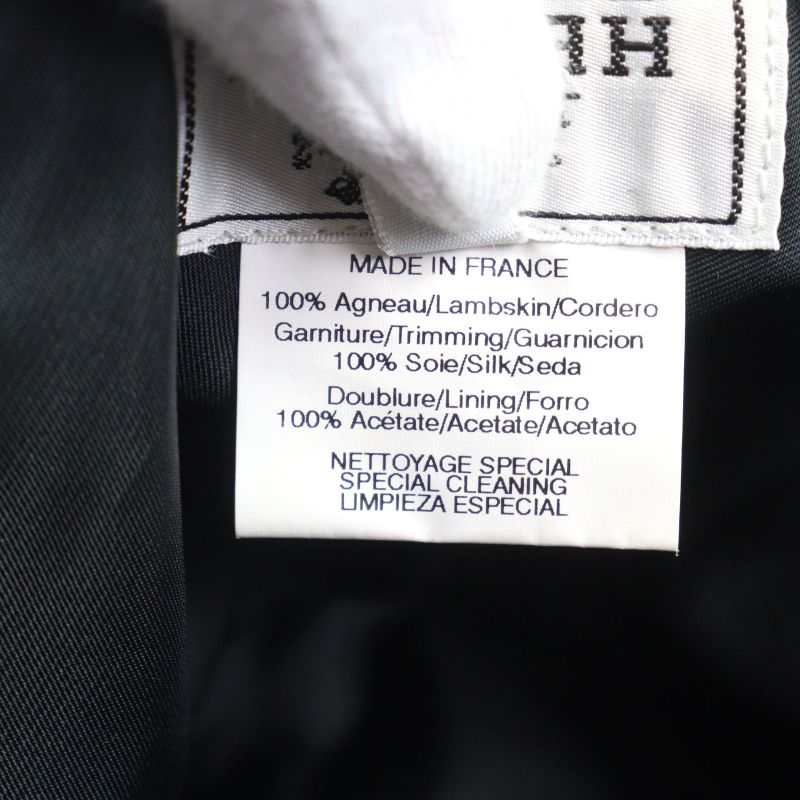 MADE IN FRANCE
100% Agneau/Lambskin/Cordero
Garniture/Trimming/Guarnicion
100% Soie/Silk/Seda
Doublure/Lining/Forro
100% Acétate/Acetate/Acetato
NETTOYAGE SPECIAL
SPECIAL CLEANING
LIMPIEZA ESPECIAL